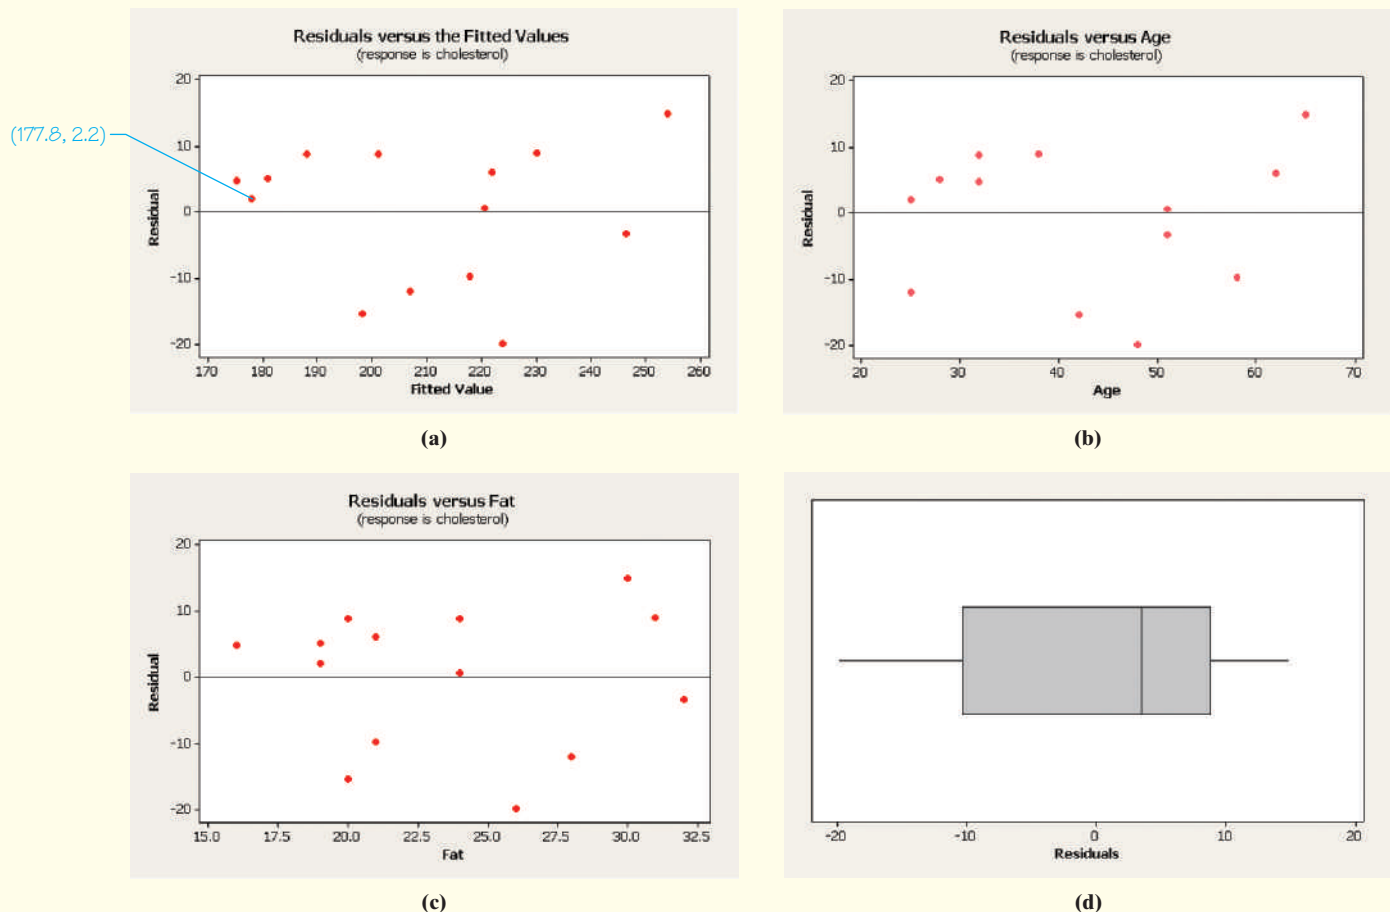 Residuals versus the Fitted Values
(response is cholesterol)
(177.8, 2.2)
20
10
0
-10
-20
Residual
170 180 190 200 210 220 230 240 250 260
Fitted Value
(a)
Residuals versus Age
(response is cholesterol)
20
10
0
-10
-20
Residual
20 30 40 50 60 70
Age
(b)
Residuals versus Fat
(response is cholesterol)
20
10
0
-10
-20
Residual
15.0 17.5 20.0 22.5 25.0 27.5 30.0 32.5
Fat
(c)
-20 -10 0 10 20
Residuals
(d)